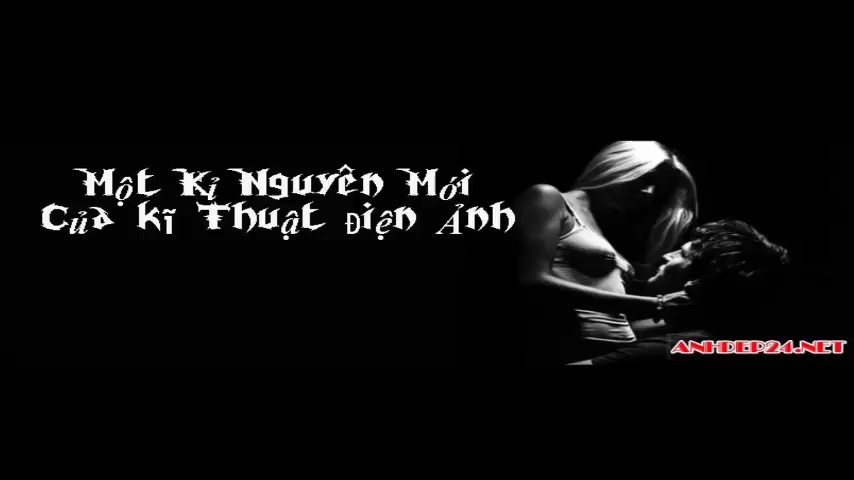 Một Kỉ Nguyên Mới
Của kĩ Thuật Điện Ảnh
ANHDEP24.NET